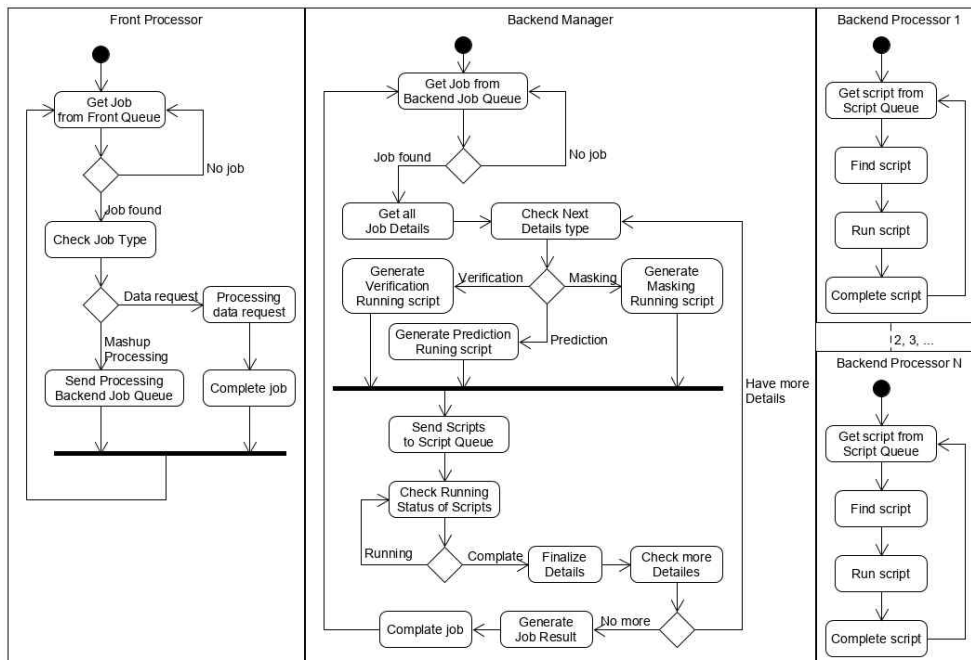 Front Processor
Get Job
from Front Queue
No job
Job found
Check Job Type
Data request
Processing
data request
Mashup
Processing
Send Processing
Backend Job Queue
Complete job
Backend Manager
Get Job from
Backend Job Queue
Job found
No job
Get all
Job Details
Check Next
Details type
Generate
Verification
Running script
Verification
Masking
Generate
Masking
Running script
Generate Prediction
Runing script
Prediction
Have more
Details
Send Scripts
to Script Queue
Check Running
Status of Scripts
Running
Complate
Finalize
Details
Check more
Detailes
No more
Generate
Job Result
Complate job
Backend Processor 1
Get script from
Script Queue
Find script
Run script
Complete script
2, 3, ...
Backend Processor N
Get script from
Script Queue
Find script
Run script
Complete script